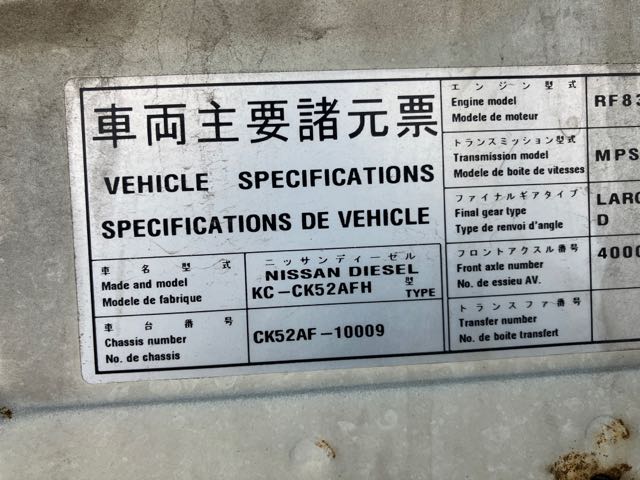 車両主要諸元票
VEHICLE SPECIFICATIONS
SPECIFICATIONS DE VEHICLE
車名型式
Made and model
Modele de fabrique
ニッサンディーゼル
NISSAN DIESEL
KC-CK52AFH 型 TYPE
車台番号
Chassis number
No. de chassis
CK52AF-10009
エンジン型式
Engine model
Modele de moteur
RF8
トランスミッション型式
Transmission model
Modele de boite de vitesses
MPS
ファイナルギアタイプ
Final gear type
Type de renvoi d'angle
LARG
D
フロントアクスル番号
Front axle number
No. de essieu AV.
4000
トランスファ番号
Transfer number
No. de boite transfert